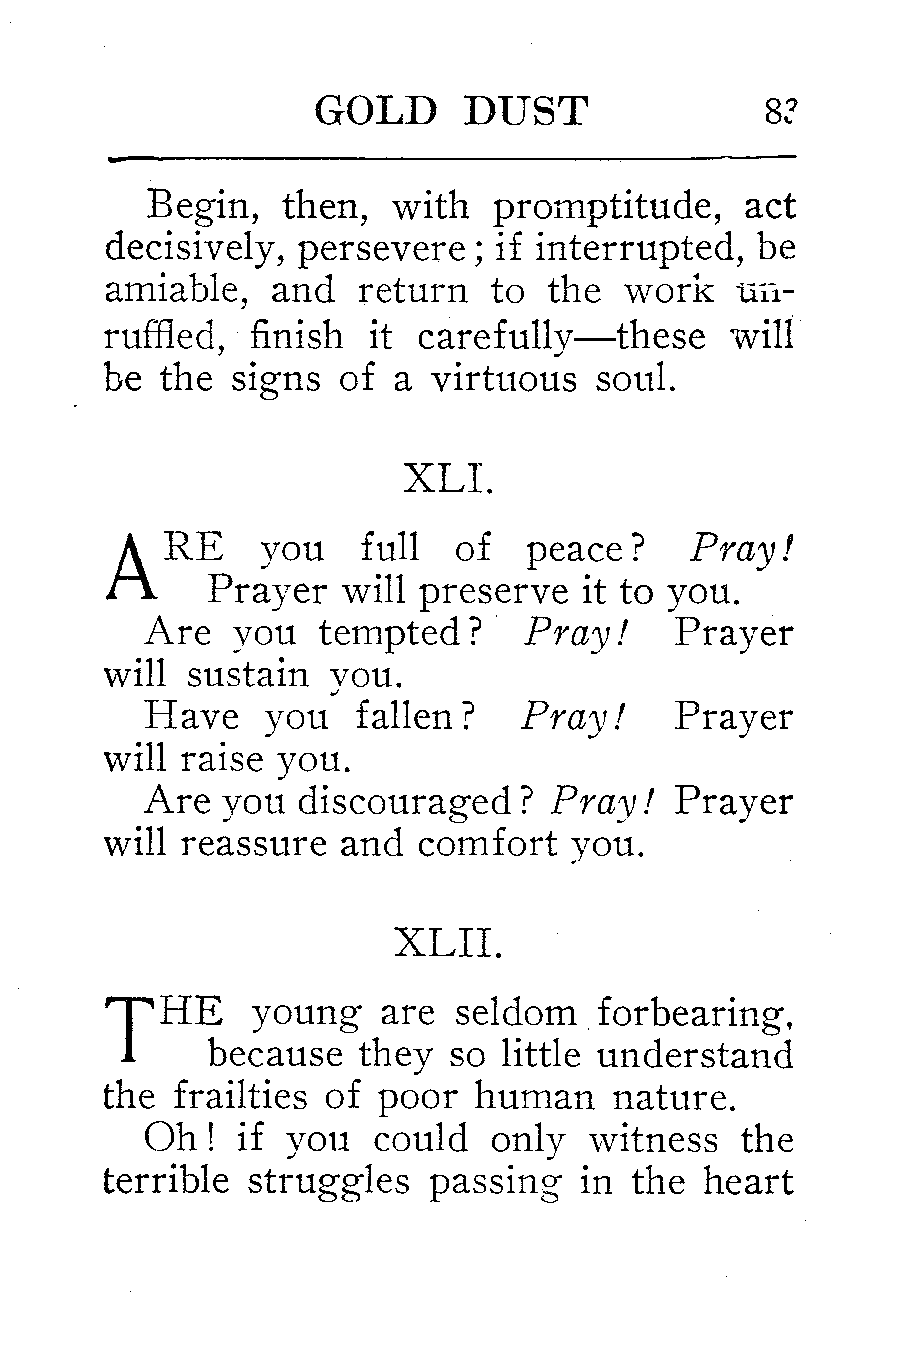 GOLD DUST 83
Begin, then, with promptitude, act
decisively, persevere; if interrupted, be
amiable, and return to the work un-
ruffled, finish it carefully—these will
be the signs of a virtuous soul.
XLI.
ARE you full of peace? Pray!
Prayer will preserve it to you.
Are you tempted? Pray! Prayer
will sustain you.
Have you fallen? Pray! Prayer
will raise you.
Are you discouraged? Pray! Prayer
will reassure and comfort you.
XLII.
THE young are seldom forbearing,
because they so little understand
the frailties of poor human nature.
Oh! if you could only witness the
terrible struggles passing in the heart